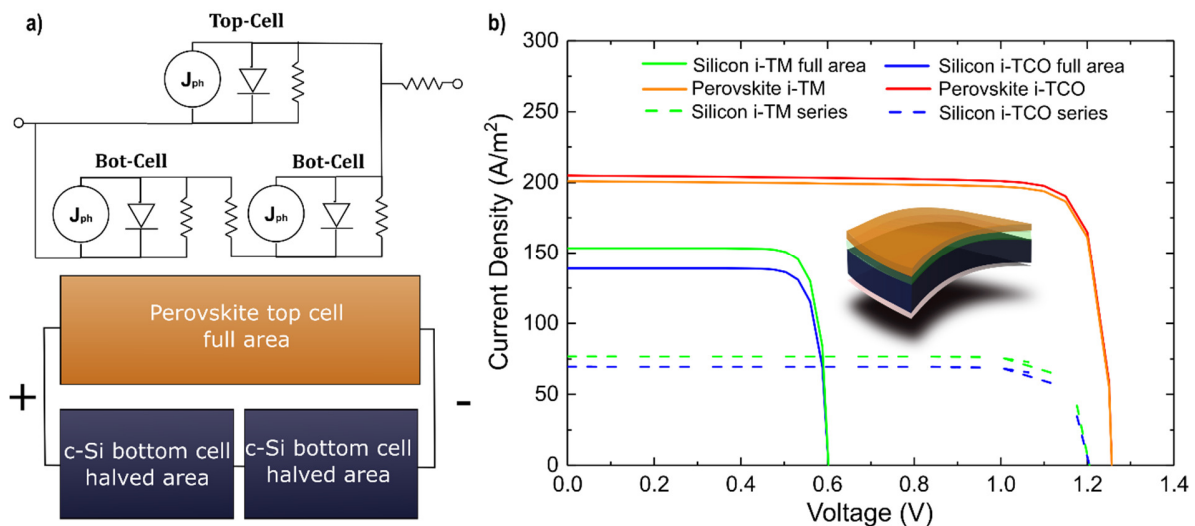 a)
Top-Cell
Jph
Bot-Cell
Bot-Cell
Jph
Jph
Perovskite top cell
full area
+
-
c-Si bottom cell
halved area
c-Si bottom cell
halved area
b)
300
250
200
150
100
50
0
Current Density (A/m²)
Silicon i-TM full area
Silicon i-TCO full area
Perovskite i-TM
Perovskite i-TCO
Silicon i-TM series
Silicon i-TCO series
0.0 0.2 0.4 0.6 0.8 1.0 1.2 1.4
Voltage (V)